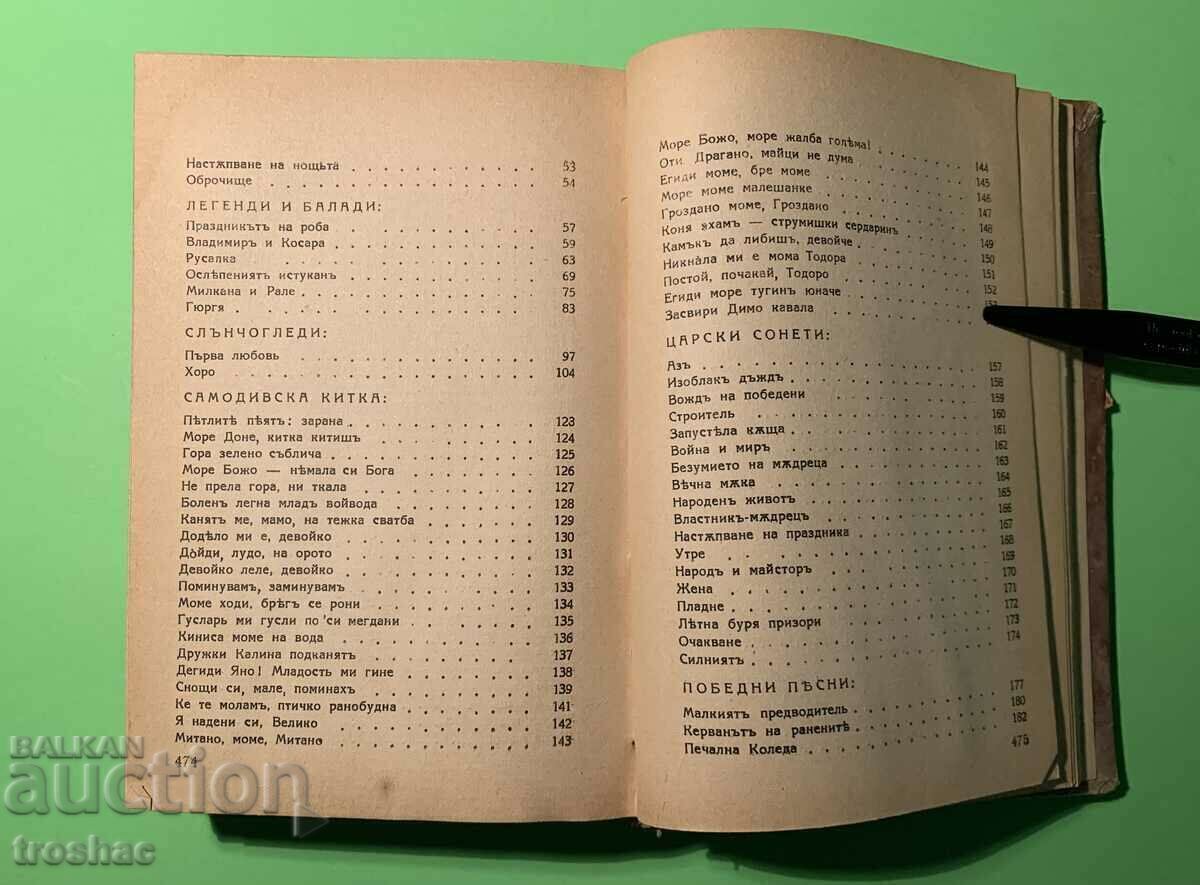 Настѫпване на нощьта 53
Оброчище 54
ЛЕГЕНДИ И БАЛАДИ:
Праздникътъ на роба 57
Владимиръ и Косара 59
Русалка 63
Ослѣпениятъ истуканъ 69
Милкана и Рале 75
Гюргя 83
СЛЪНЧОГЛЕДИ:
Първа любовь 97
Хоро 104
САМОДИВСКА КИТКА:
Пѣтлитѣ пѣятъ: зарана 123
Море Доне, китка китишъ 124
Гора зелено съблича 125
Море Божо — нѣмала си Бога 126
Не прела гора, ни ткала 127
Боленъ легна младъ войвода 128
Канятъ ме, мамо, на тежка сватба 129
Додѣло ми е, девойко 130
Дойди, лудо, на орото 131
Девойко леле, девойко 132
Поминувамъ, заминувамъ 133
Моме ходи, брѣгъ се рони 134
Гусларь ми гусли по си мегдани 135
Киниса моме на вода 136
Дружки Калина подканятъ 137
Дегиди Яно! Младость ми гине 138
Снощи си, мале, поминахъ 139
Ке те моламъ, птичко ранобудна 141
Я надени си, Велико 142
Митано, моме, Митано 143
474
Море Божо, море жалба голѣма! 144
Оти, Драгано, майци не дума 145
Егиди моме, бре моме 146
Море моме малешанке 147
Гроздано моме, Гроздано 148
Коня яхамъ — струмишки сердаринъ 149
Камъкъ да либишъ, девойче 150
Никнала ми е мома Тодора 151
Постой, почакай, Тодоро 152
Егиди море тугинъ юначе 153
Засвири Димо кавала
ЦАРСКИ СОНЕТИ:
Азъ 157
Изоблакъ дъждъ 158
Вождъ на победени 159
Строитель 160
Запустѣла кѫща 161
Война и миръ 162
Безумието на мѫдреца 163
Вѣчна мѫка 164
Народенъ животъ 165
Властникъ-мѫдрецъ 166
Настѫпване на праздника 167
Утре 168
Народъ и майсторъ 169
Жена 170
Пладне 171
Лѣтна буря призори 172
Очакване 173
Силниятъ 174
ПОБЕДНИ ПѢСНИ:
Малкиятъ предводитель 177
Керванътъ на раненитѣ 180
Печална Коледа 182
475
BALKAN
auction
troshac